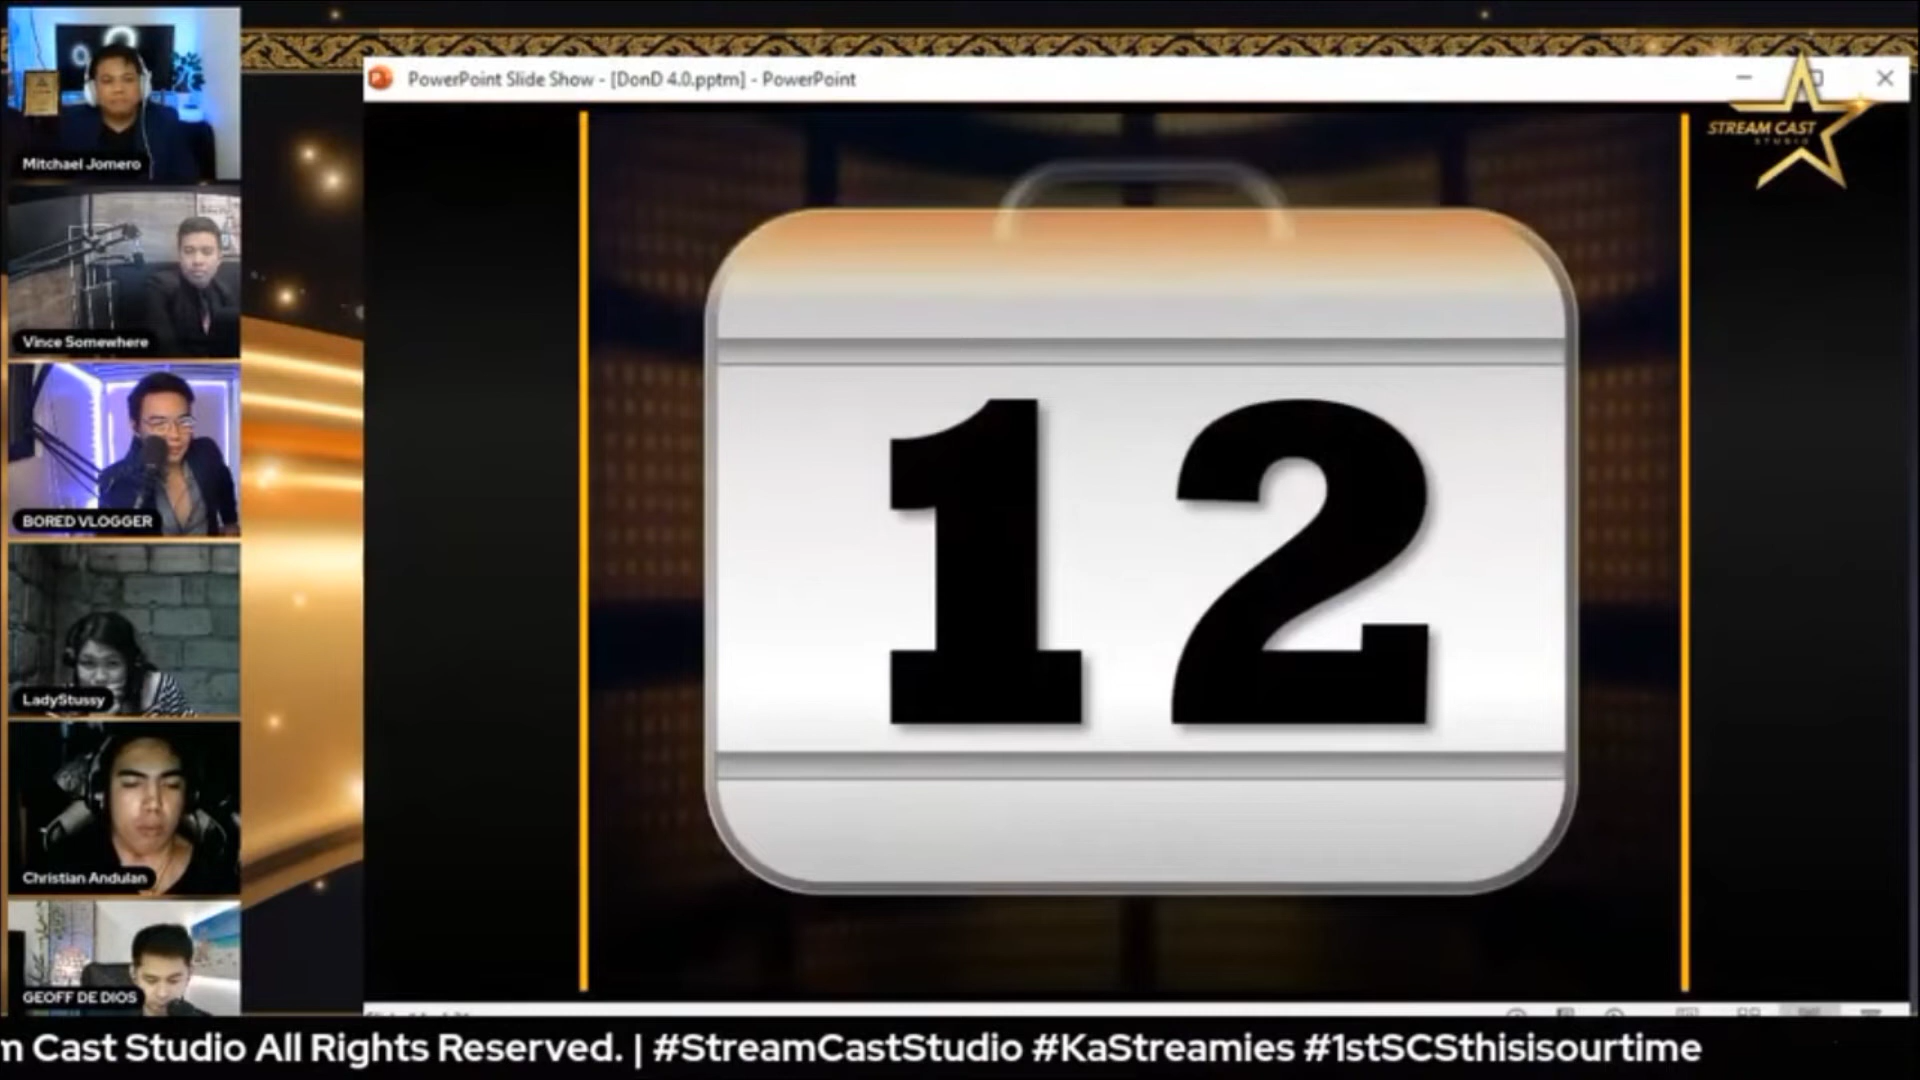 Mitchael Jomero
Vince Somewhere
BORED VLOGGER
LadyStussy
Christian Andulan
GEOFF DE DIOS
PowerPoint Slide Show - [DonD 4.0.pptm] - PowerPoint
STREAM CAST
STUDIO
12
m Cast Studio All Rights Reserved. | #StreamCastStudio #KaStreamies #1stSCSthisisourtime